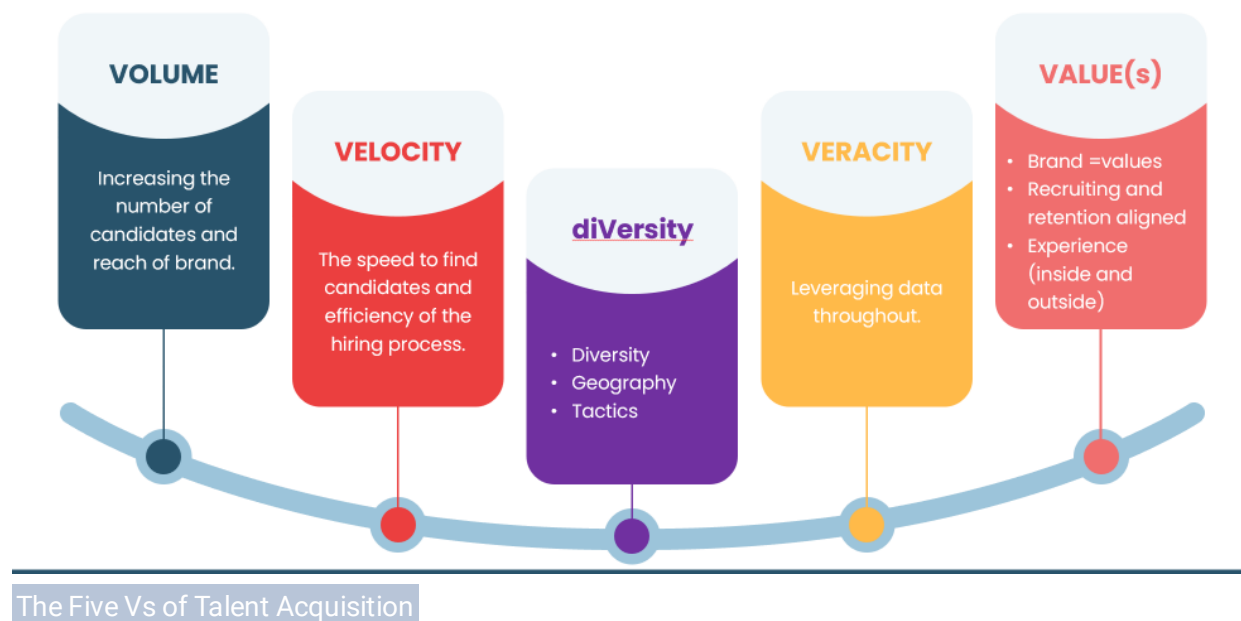 VOLUME
Increasing the
number of
candidates and
reach of brand.
VELOCITY
The speed to find
candidates and
efficiency of the
hiring process.
diVersity
• Diversity
• Geography
• Tactics
VERACITY
Leveraging data
throughout.
VALUE(s)
• Brand =values
• Recruiting and
retention aligned
• Experience
(inside and
outside)
The Five Vs of Talent Acquisition